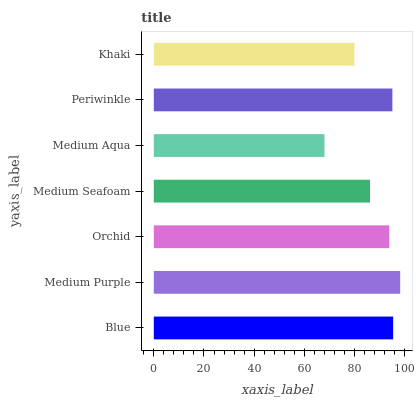 title
yaxis_label
Khaki
Periwinkle
Medium Aqua
Medium Seafoam
Orchid
Medium Purple
Blue
0 20 40 60 80 100
xaxis_label